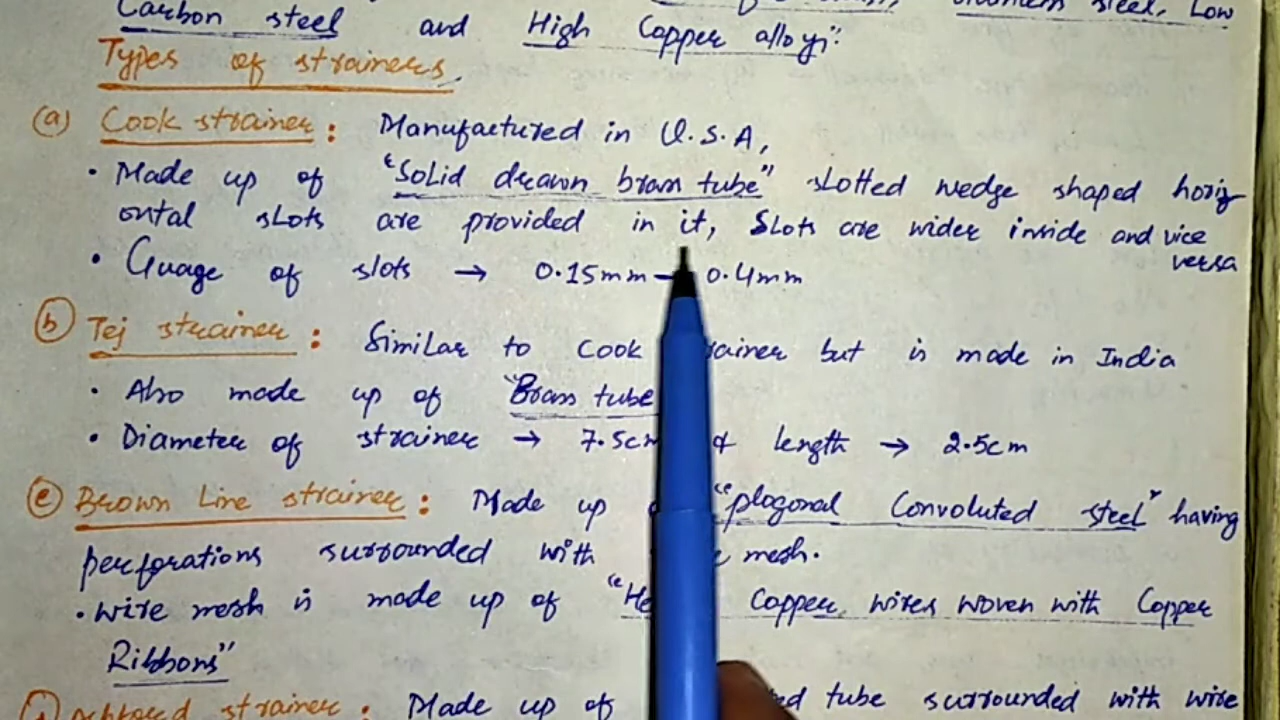 Carbon steel and High Copper alloy":
Types of strainers.
(a) Cook strainer: Manufactured in U.S.A,
• Made up of "Solid drawn brass tube" slotted wedge shaped horiz
ontal slots are provided in it, Slots are wider inside and vice versa
• Guage of slots → 0.15mm → 0.4mm
(b) Tej strainer: Similar to Cook but is made in India
• Also made up of "Brass tube
• Diameter of strainer → 7.5cm length → 2.5cm
(c) Brown Line strainer: Made up "plogonal Convoluted steel" having
perforations surrounded with mesh.
• wire mesh is made up of Copper wires woven with Copper
Ribbons"
strainer: Made up of tube surrounded with wire